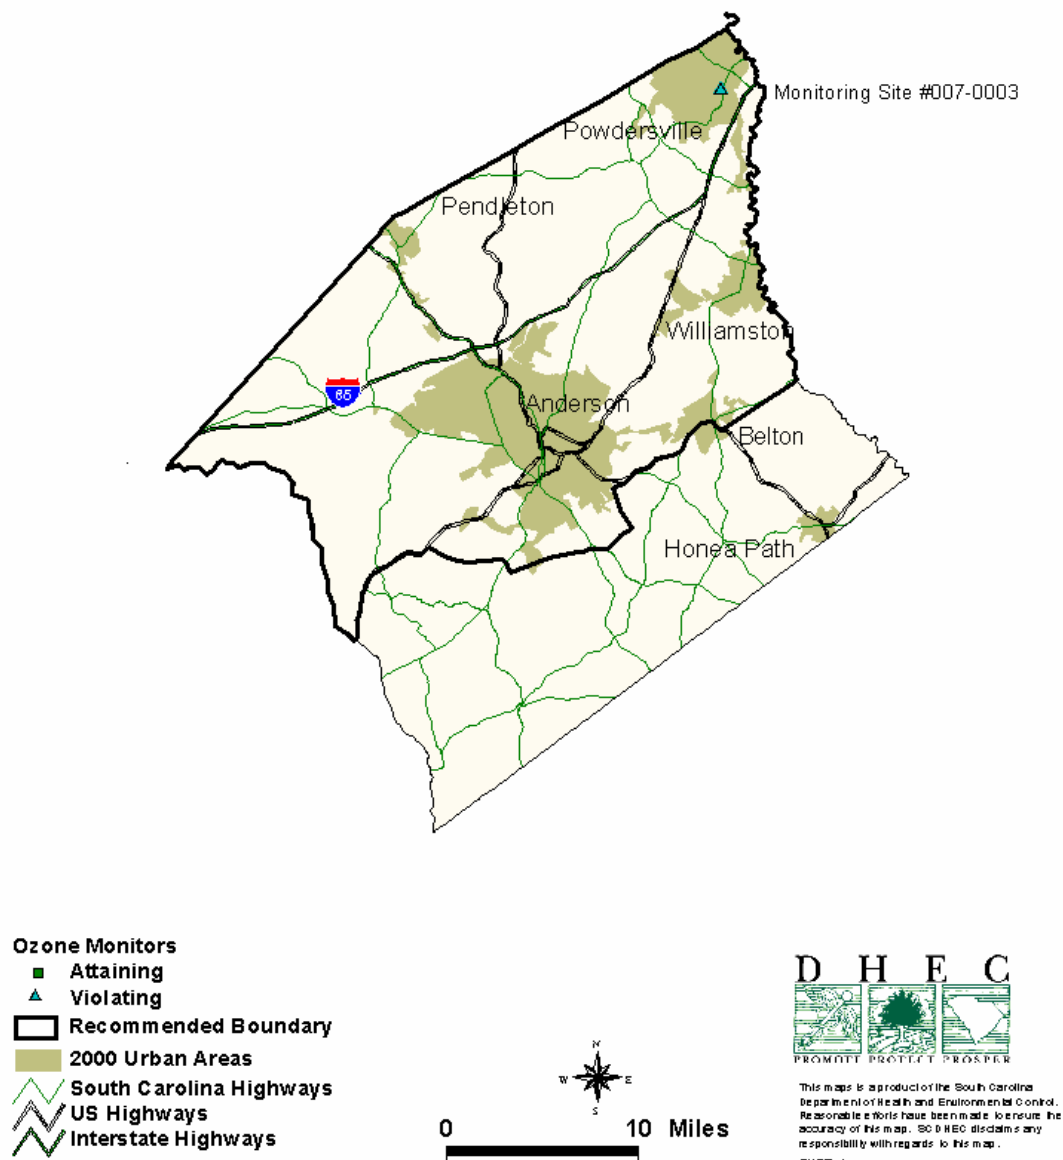 Monitoring Site #007-0003
Powdersville
Pendleton
Williamston
85
Anderson
Belton
Honea Path
Ozone Monitors
Attaining
Violating
Recommended Boundary
2000 Urban Areas
South Carolina Highways
US Highways
Interstate Highways
N
W E
S
0 10 Miles
D H E C
PROMOTE PROTECT PROSPER
This maps is a product of the South Carolina
Department of Health and Environmental Control.
Reasonable efforts have been made to ensure the
accuracy of this map. SCDHEC disclaims any
responsibility with regards to this map.